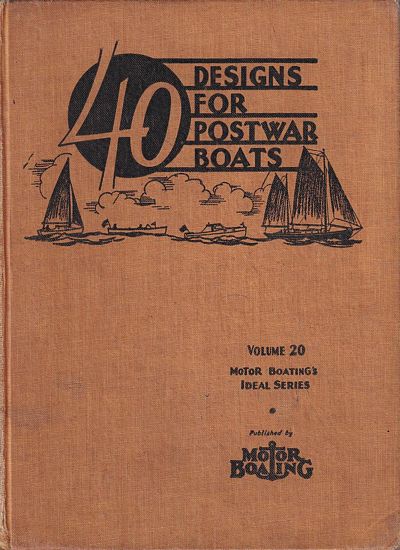 40 DESIGNS
FOR
POSTWAR
BOATS
VOLUME 20
MOTOR BOATING'S
IDEAL SERIES
Published by
MOTOR
BOATING